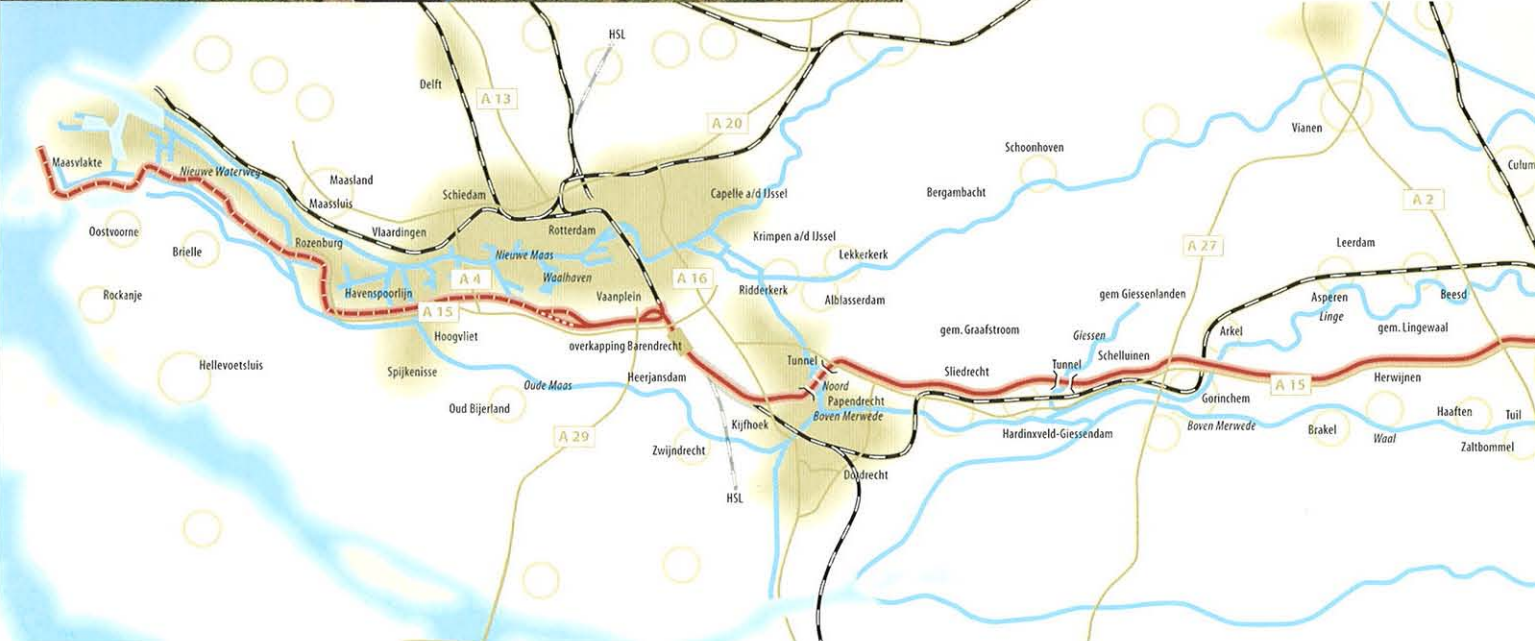 HSL
Delft
A 13
A 20
Vianen
Schoonhoven
Maasvlakte
Nieuwe Waterweg
Maasland
Maassluis
Schiedam
Capelle a/d IJssel
Bergambacht
A 2
Oostvoorne
Brielle
Rozenburg
Vlaardingen
Rotterdam
Krimpen a/d IJssel
Lekkerkerk
A 27
Leerdam
Nieuwe Maas
Waalhaven
A 4
A 16
Ridderkerk
Alblasserdam
Rockanje
Havenspoorlijn
Vaanplein
gem Giessenlanden
Asperen
Beesd
A 15
Hoogvliet
overkapping Barendrecht
gem. Graafstroom
Giessen
Arkel
Linge
gem. Lingewaal
Hellevoetsluis
Spijkenisse
Heerjansdam
Tunnel
Sliedrecht
Tunnel
Schelluinen
A 15
Herwijnen
Oude Maas
Noord
Papendrecht
Oud Bijerland
Kijfhoek
Boven Merwede
Gorinchem
Haaften
Tuil
A 29
Zwijndrecht
Hardinxveld-Giessendam
Boven Merwede
Brakel
Waal
Zaltbommel
Dordrecht
HSL